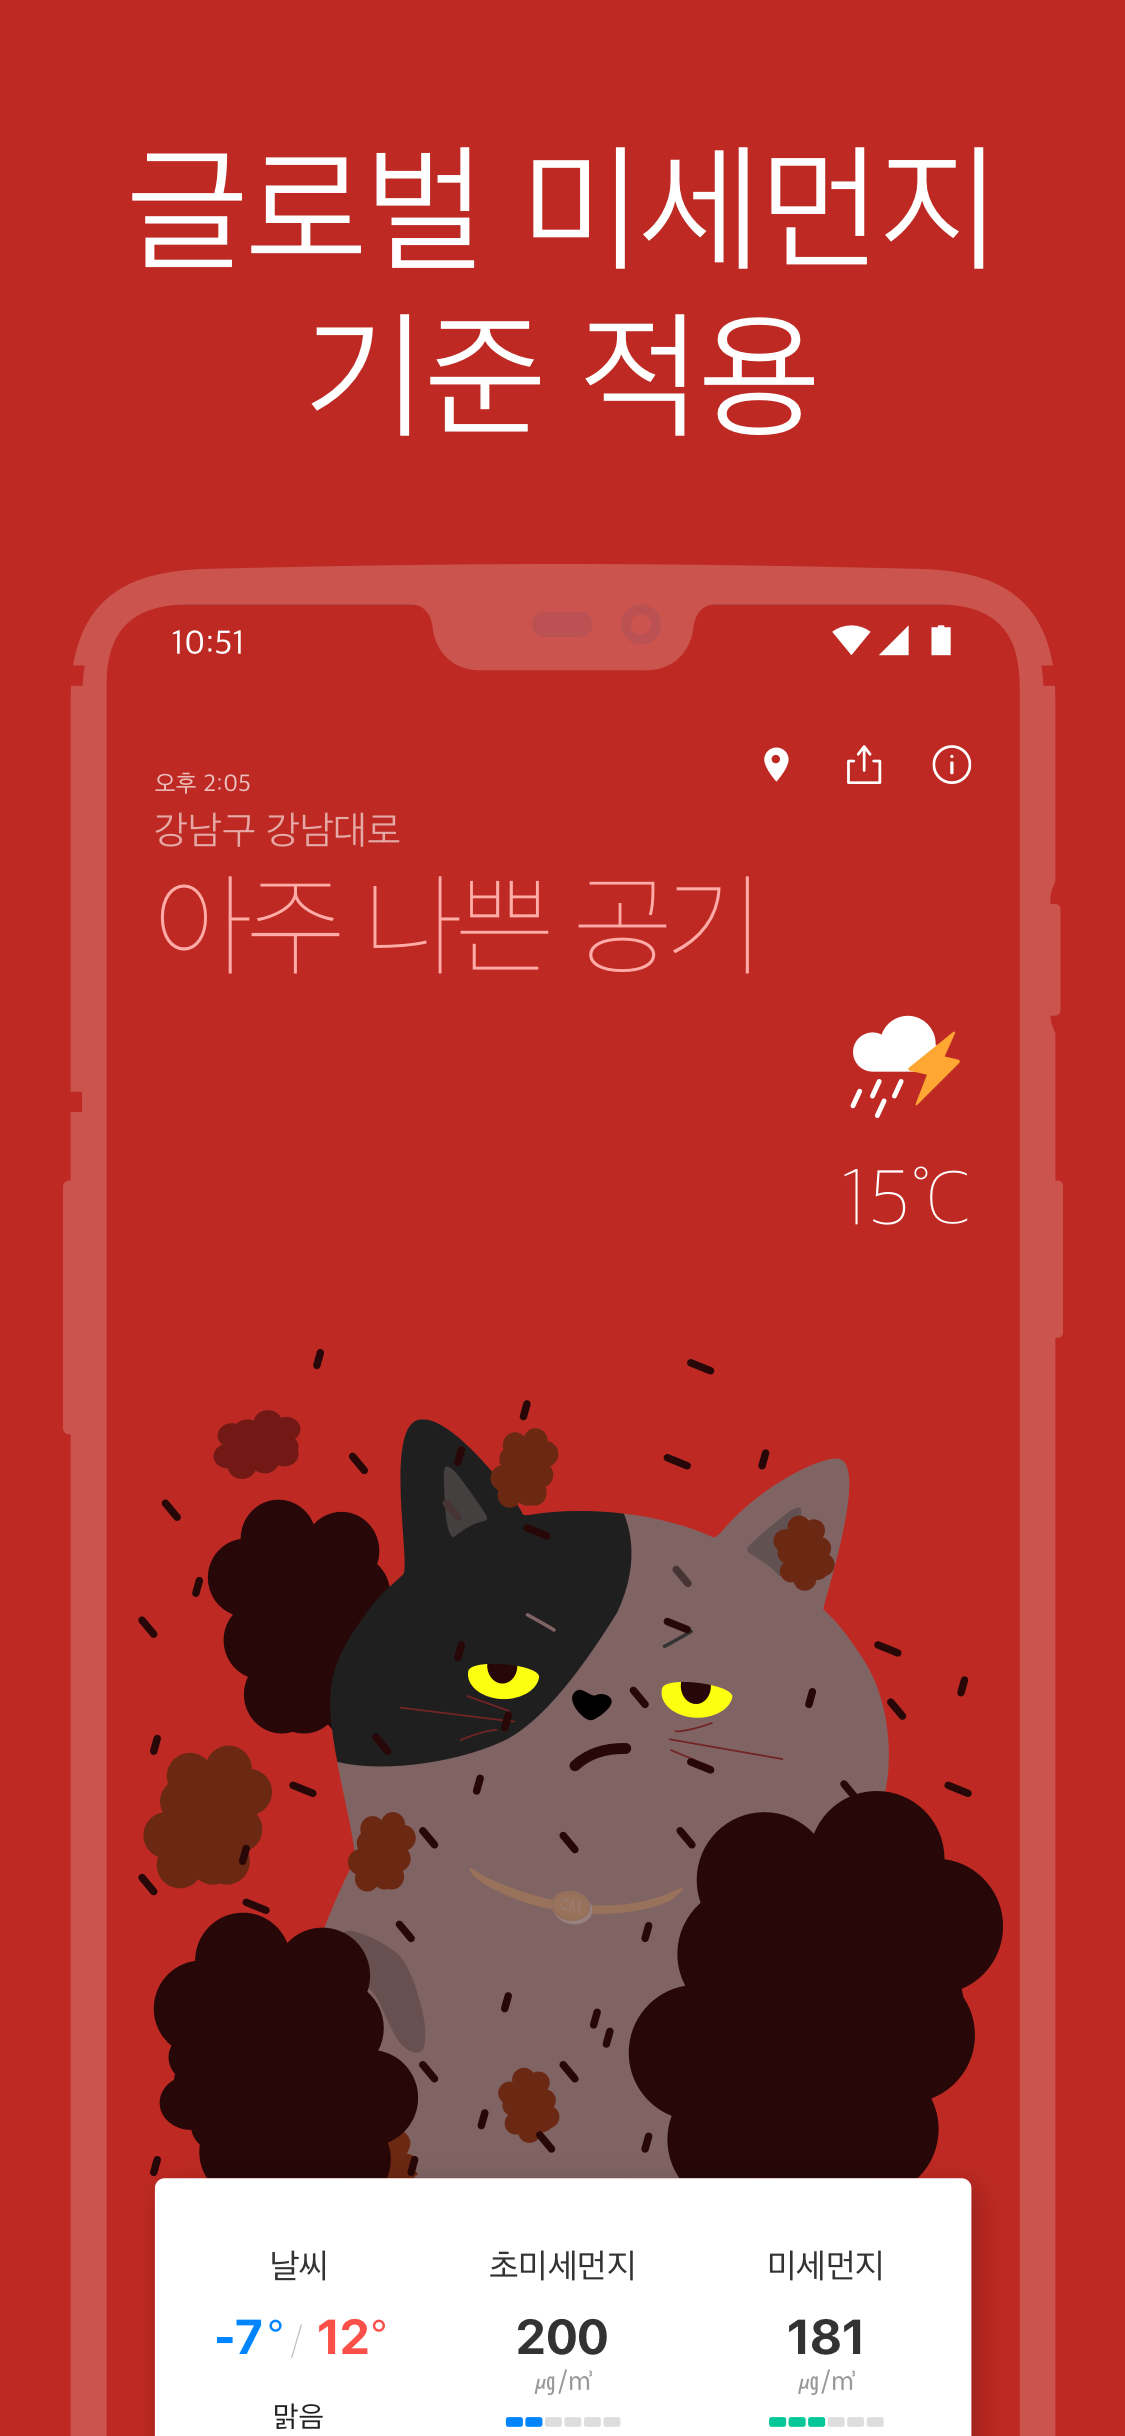 글로벌 미세먼지
기준 적용
10:51
오후 2:05
강남구 강남대로
아주 나쁜 공기
15°C
날씨 초미세먼지 미세먼지
-7° / 12° 200 181
㎍/㎥ ㎍/㎥
맑음